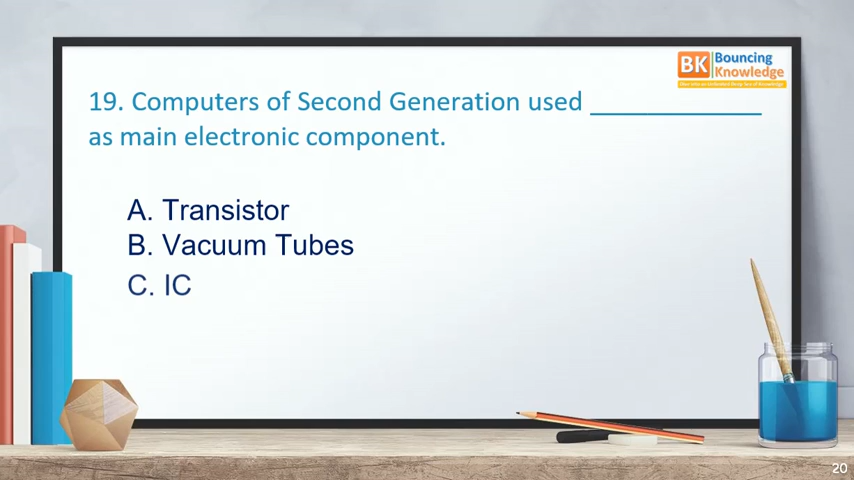 BK Bouncing
Knowledge
19. Computers of Second Generation used ____________
as main electronic component.
A. Transistor
B. Vacuum Tubes
C. IC
20